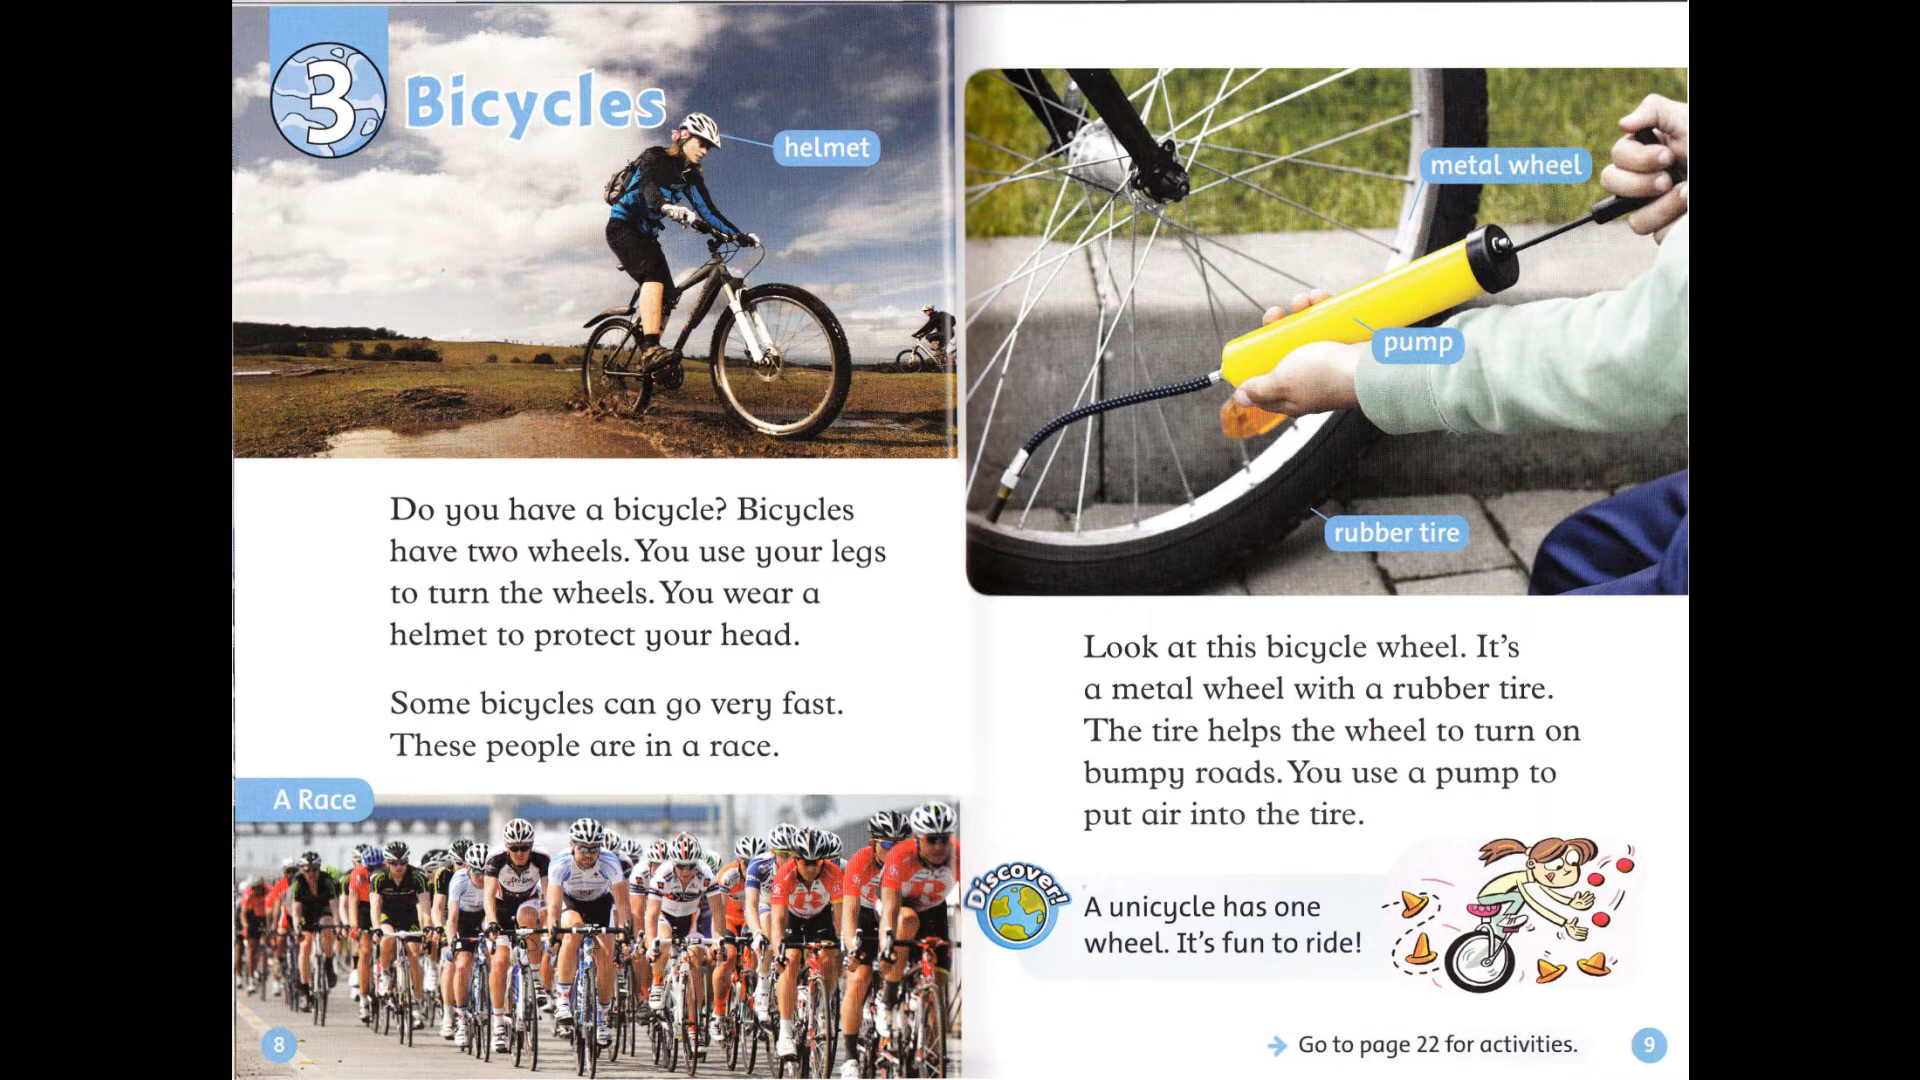 3
Bicycles
helmet
Do you have a bicycle? Bicycles
have two wheels. You use your legs
to turn the wheels. You wear a
helmet to protect your head.
Some bicycles can go very fast.
These people are in a race.
A Race
8
metal wheel
pump
rubber tire
Look at this bicycle wheel. It's
a metal wheel with a rubber tire.
The tire helps the wheel to turn on
bumpy roads. You use a pump to
put air into the tire.
Discover!
A unicycle has one
wheel. It's fun to ride!
→ Go to page 22 for activities.
9